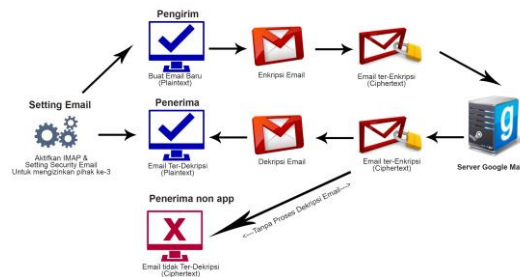 Pengirim
Buat Email Baru
(Plaintext)
Enkripsi Email
Email ter-Enkripsi
(Ciphertext)
Setting Email
Aktifkan IMAP &
Setting Security Email
Untuk mengizinkan pihak ke-3
Penerima
Email Ter-Dekripsi
(Plaintext)
Dekripsi Email
Email ter-Enkripsi
(Ciphertext)
g
Server Google Ma
<---Tanpa Proses Dekripsi Email--->
Penerima non app
Email tidak Ter-Dekripsi
(Ciphertext)